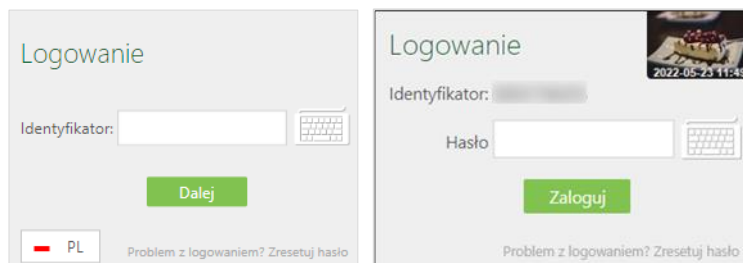 Logowanie
Identyfikator:
Dalej
PL
Problem z logowaniem? Zresetuj hasło
Logowanie
2022-05-23 11:45
Identyfikator:
Hasło
Zaloguj
Problem z logowaniem? Zresetuj hasło